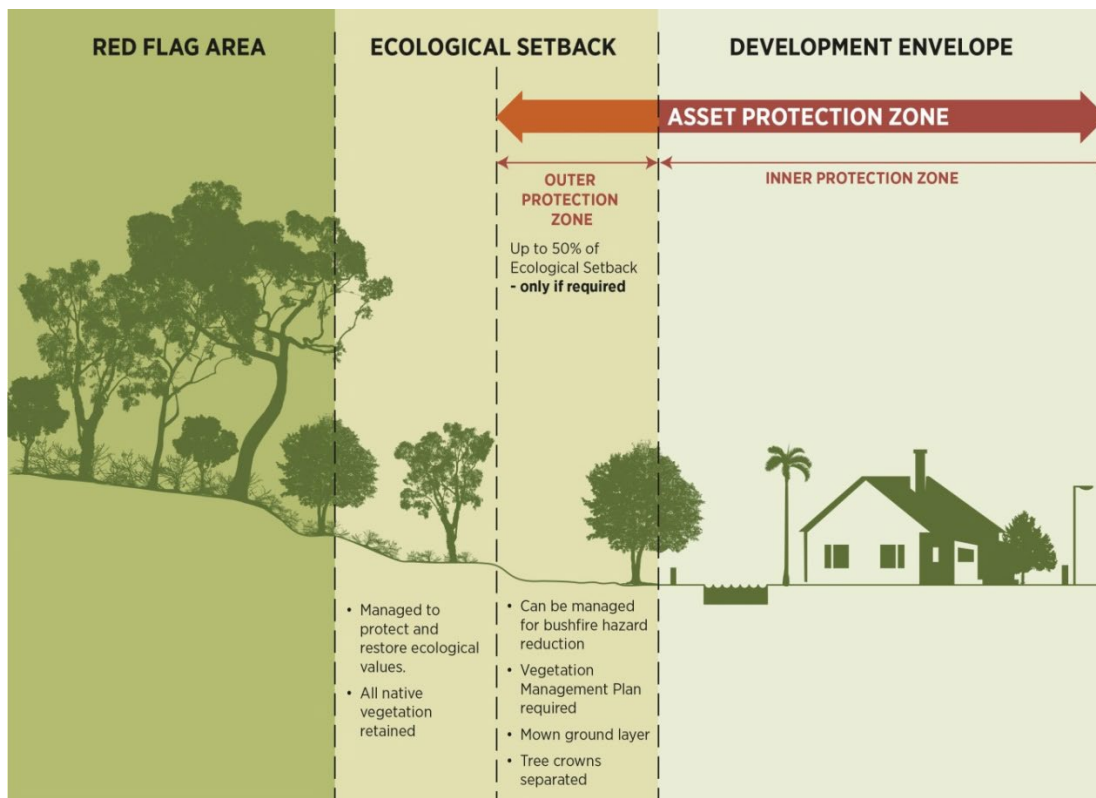 RED FLAG AREA
ECOLOGICAL SETBACK
DEVELOPMENT ENVELOPE
ASSET PROTECTION ZONE
OUTER
PROTECTION
ZONE
INNER PROTECTION ZONE
Up to 50% of
Ecological Setback
- only if required
• Managed to
protect and
restore ecological
values.
• All native
vegetation
retained
• Can be managed
for bushfire hazard
reduction
• Vegetation
Management Plan
required
• Mown ground layer
• Tree crowns
separated